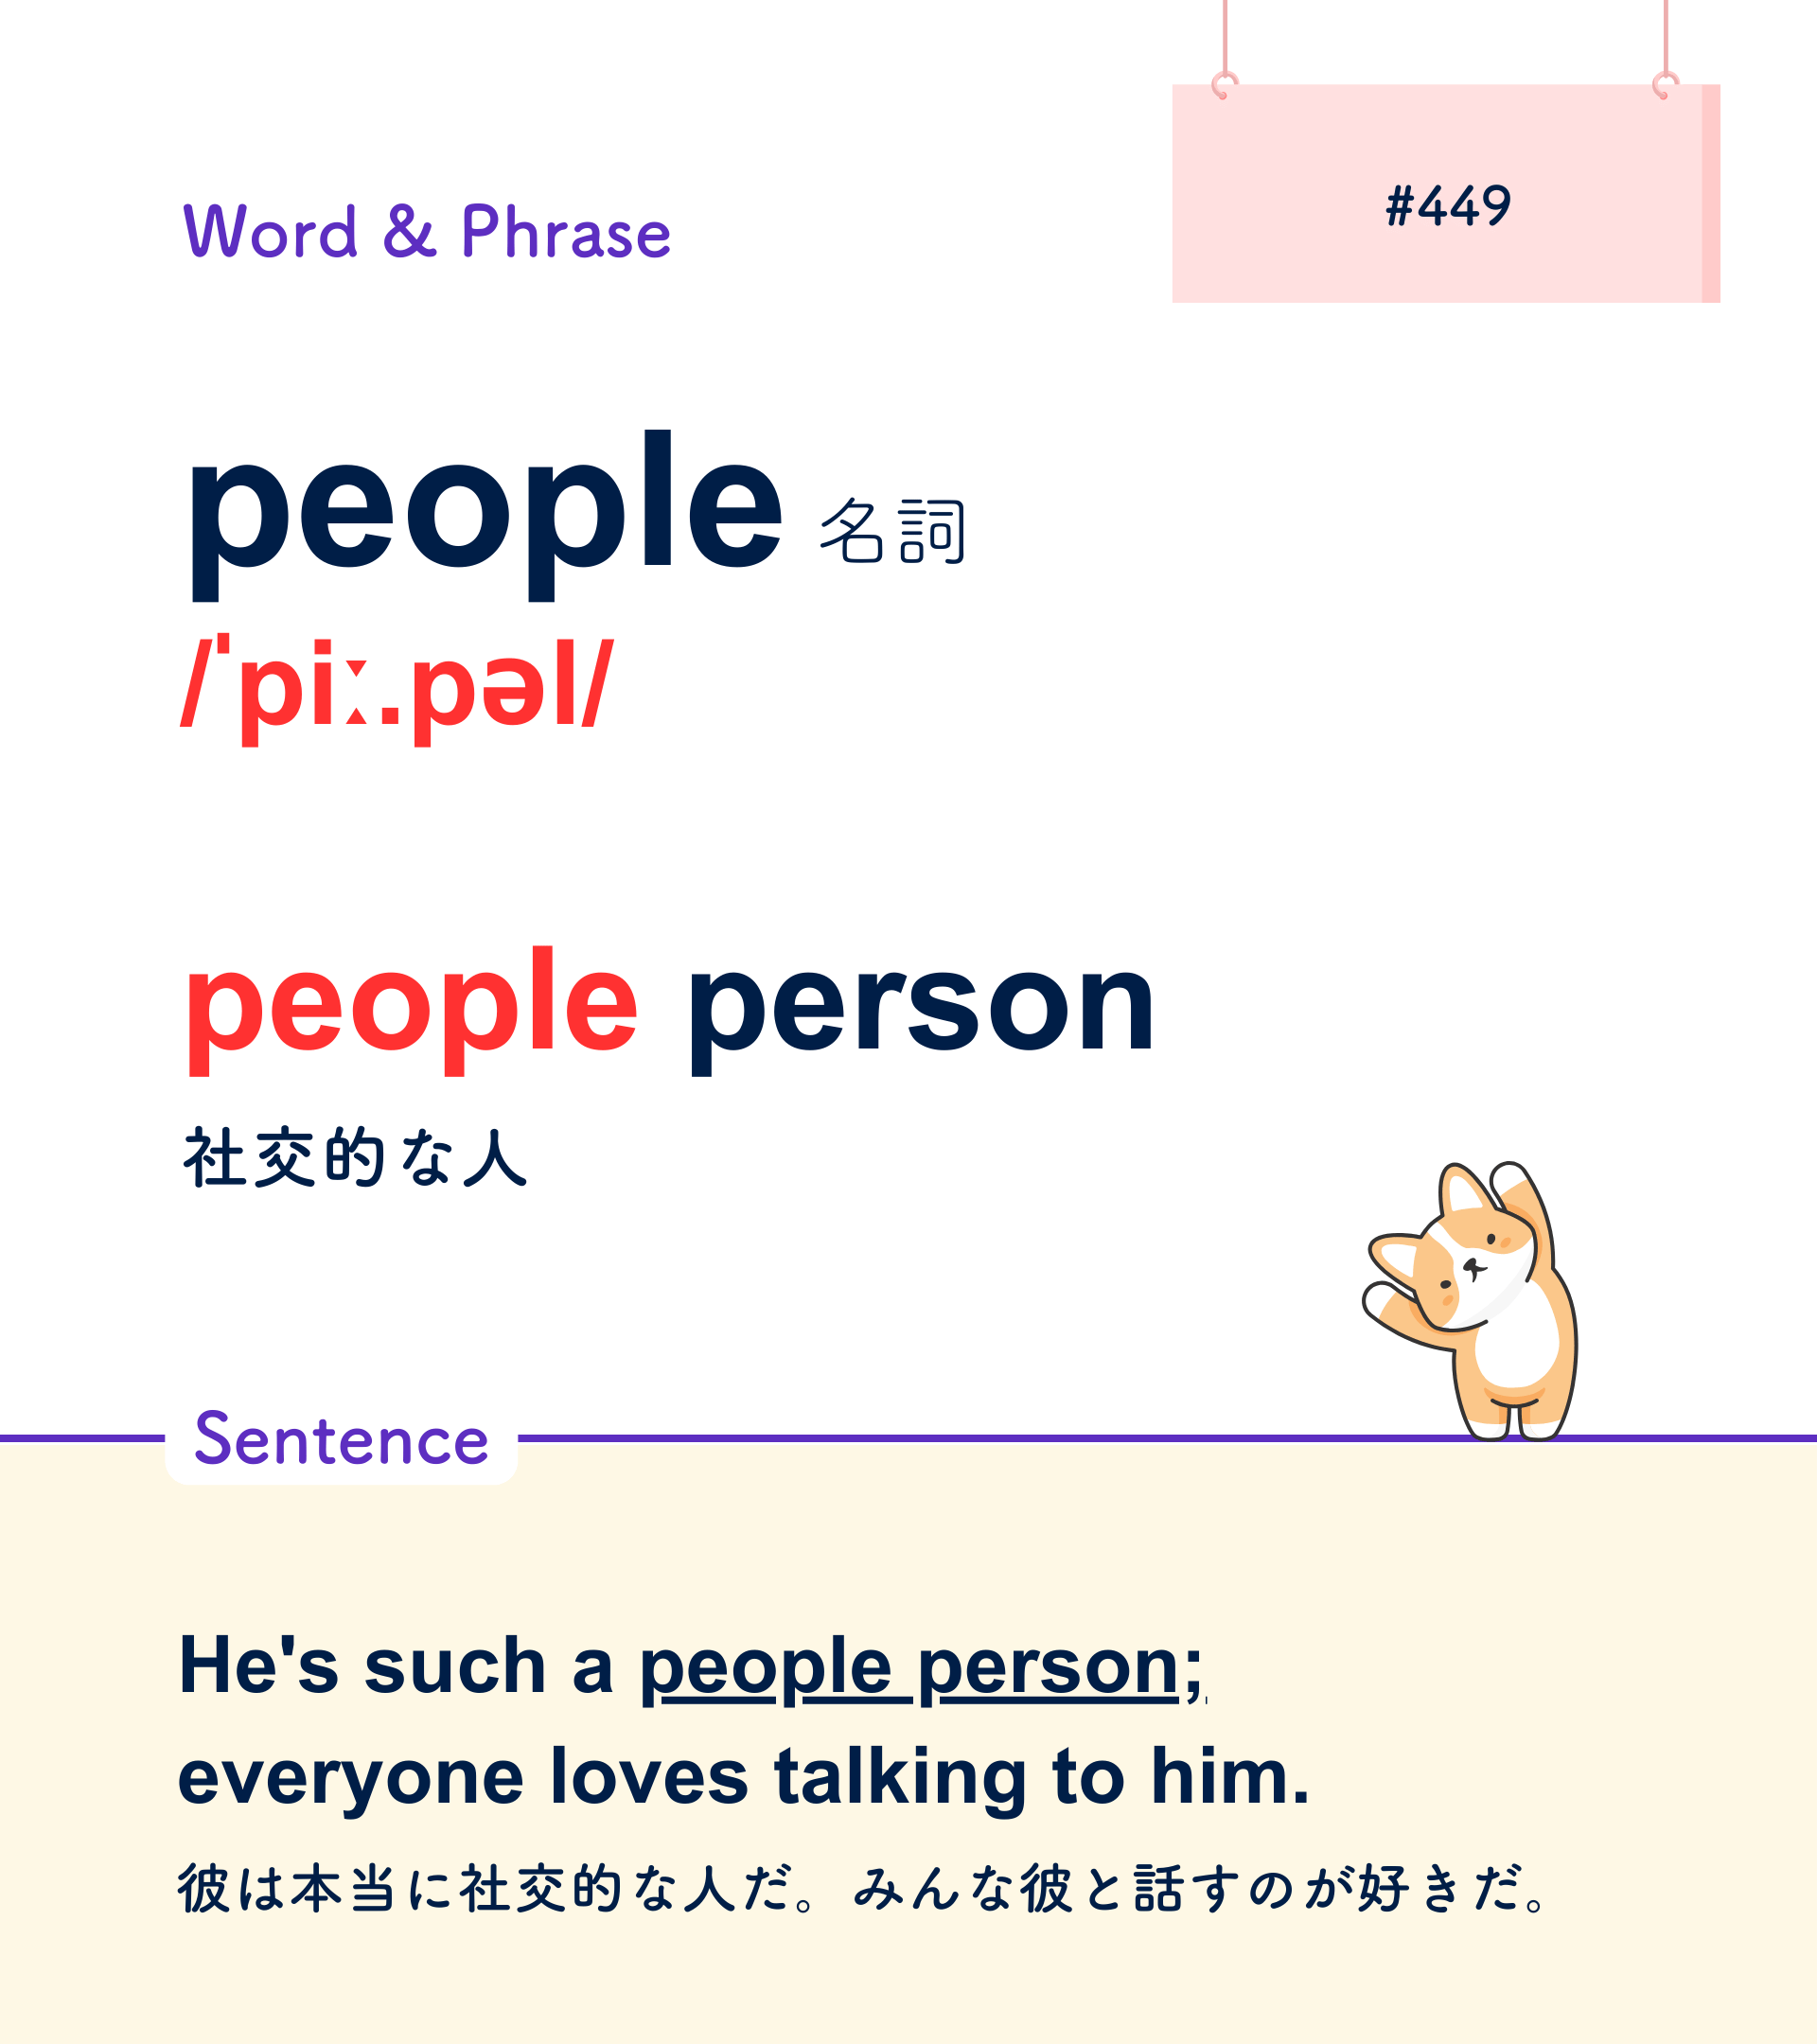 Word & Phrase
#449
people 名詞
/ˈpiː.pəl/
people person
社交的な人
Sentence
He's such a people person;
everyone loves talking to him.
彼は本当に社交的な人だ。 みんな彼と話すのが好きだ。